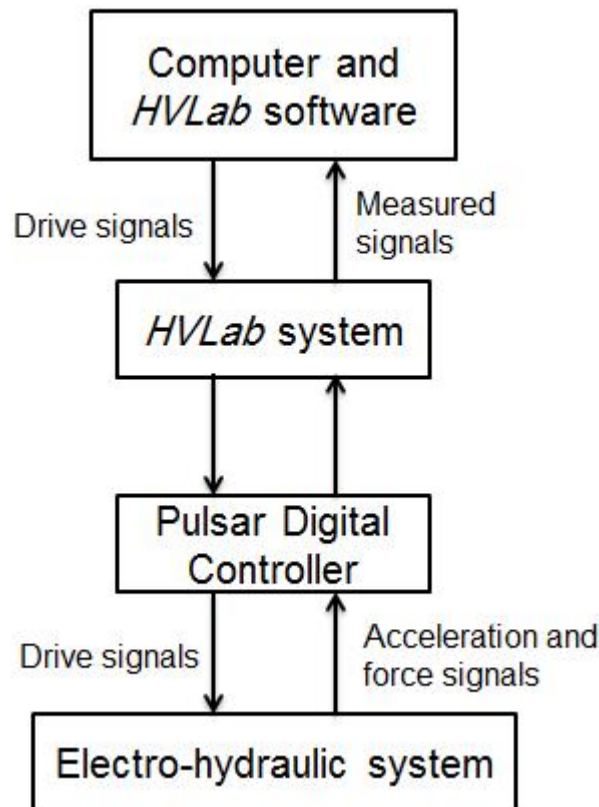 Computer and
HVLab software
Drive signals
Measured
signals
HVLab system
Pulsar Digital
Controller
Drive signals
Acceleration and
force signals
Electro-hydraulic system